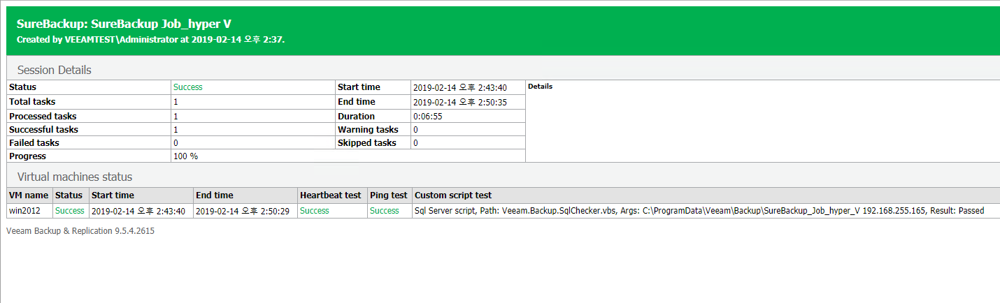 SureBackup: SureBackup Job_hyper V
Created by VEEAMTEST\Administrator at 2019-02-14 오후 2:37.
Session Details
Status Success Start time 2019-02-14 오후 2:43:40 Details
Total tasks 1 End time 2019-02-14 오후 2:50:35
Processed tasks 1 Duration 0:06:55
Successful tasks 1 Warning tasks 0
Failed tasks 0 Skipped tasks 0
Progress 100 %
Virtual machines status
VM name Status Start time End time Heartbeat test Ping test Custom script test
win2012 Success 2019-02-14 오후 2:43:40 2019-02-14 오후 2:50:29 Success Success Sql Server script, Path: Veeam.Backup.SqlChecker.vbs, Args: C:\ProgramData\Veeam\Backup\SureBackup_Job_hyper_V 192.168.255.165, Result: Passed
Veeam Backup & Replication 9.5.4.2615